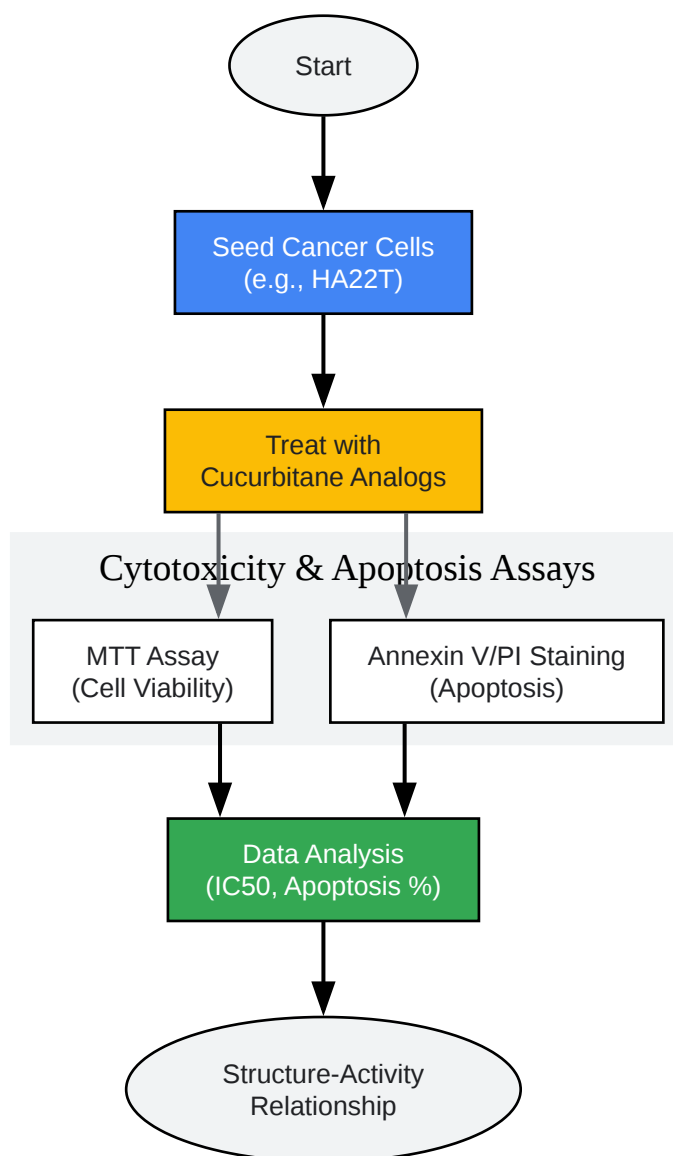 Start
Seed Cancer Cells
(e.g., HA22T)
Treat with
Cucurbitane Analogs
Cytotoxicity & Apoptosis Assays
MTT Assay
(Cell Viability)
Annexin V/PI Staining
(Apoptosis)
Data Analysis
(IC50, Apoptosis %)
Structure-Activity
Relationship